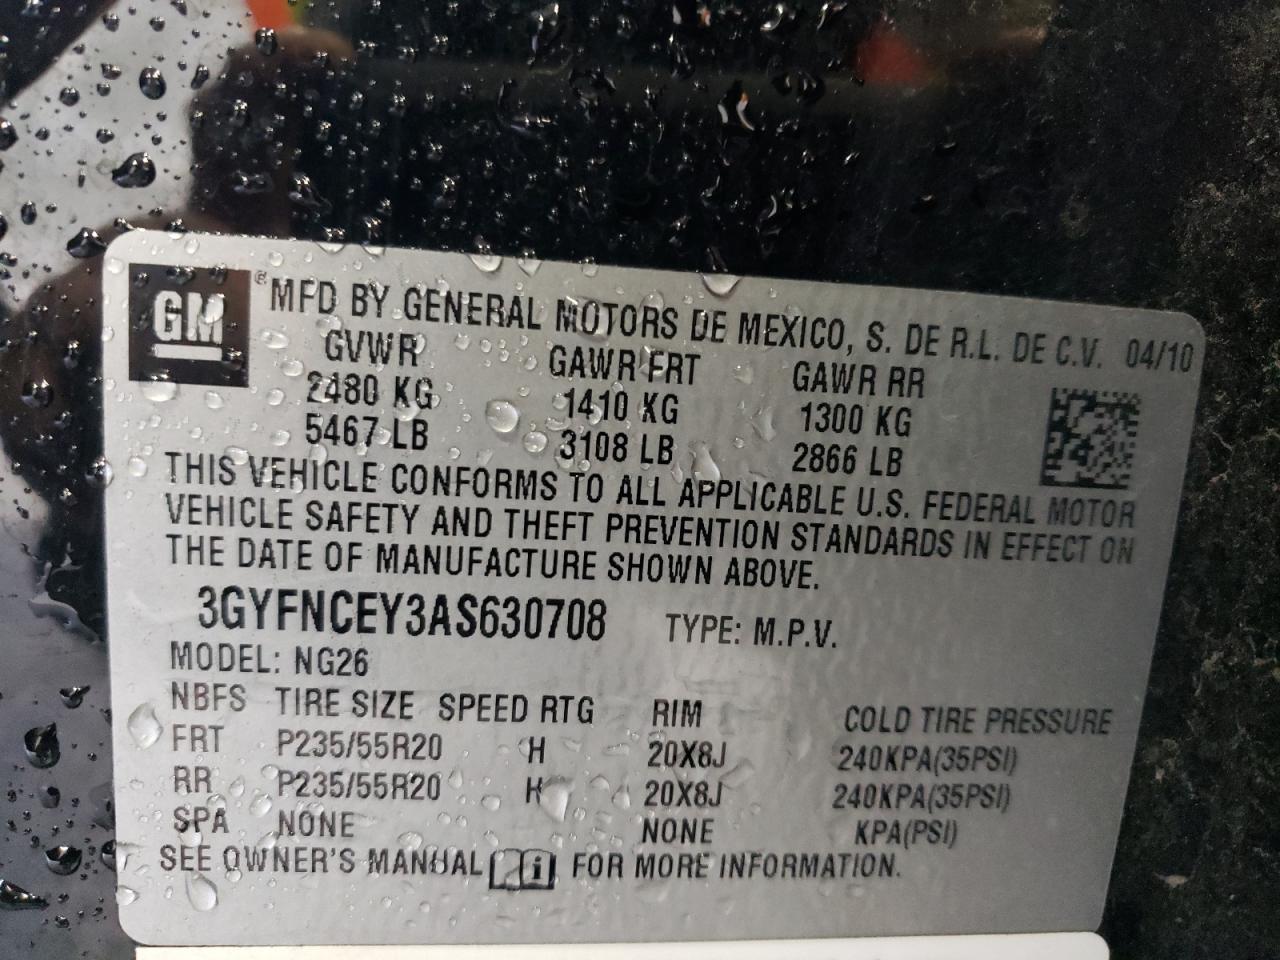 GM ® MFD BY GENERAL MOTORS DE MEXICO, S. DE R.L. DE C.V. 04/10
GVWR GAWR FRT GAWR RR
2480 KG 1410 KG 1300 KG
5467 LB 3108 LB 2866 LB
THIS VEHICLE CONFORMS TO ALL APPLICABLE U.S. FEDERAL MOTOR
VEHICLE SAFETY AND THEFT PREVENTION STANDARDS IN EFFECT ON
THE DATE OF MANUFACTURE SHOWN ABOVE.
3GYFNCEY3AS630708 TYPE: M.P.V.
MODEL: NG26
NBFS TIRE SIZE SPEED RTG RIM COLD TIRE PRESSURE
FRT P235/55R20 H 20X8J 240KPA(35PSI)
RR P235/55R20 H 20X8J 240KPA(35PSI)
SPA NONE NONE KPA(PSI)
SEE OWNER'S MANUAL i FOR MORE INFORMATION.